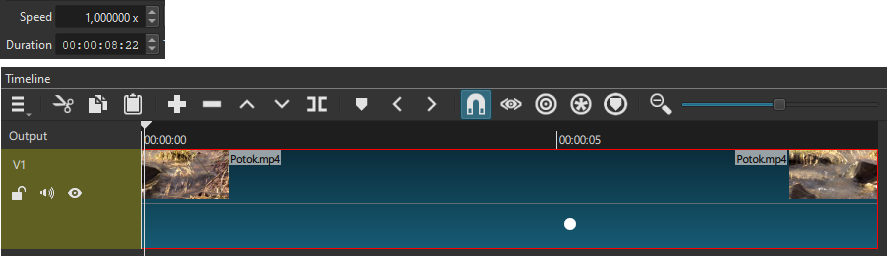 Speed 1,000000 x
Duration 00:00:08:22
Timeline
Output 00:00:00 00:00:05
V1 Potok.mp4 Potok.mp4